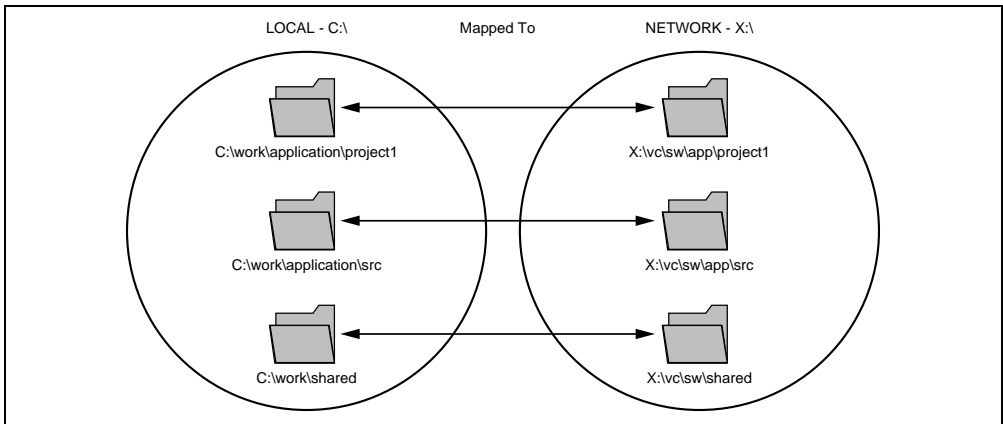 LOCAL - C:\ Mapped To NETWORK - X:\
C:\work\application\project1 X:\vc\sw\app\project1
C:\work\application\src X:\vc\sw\app\src
C:\work\shared X:\vc\sw\shared